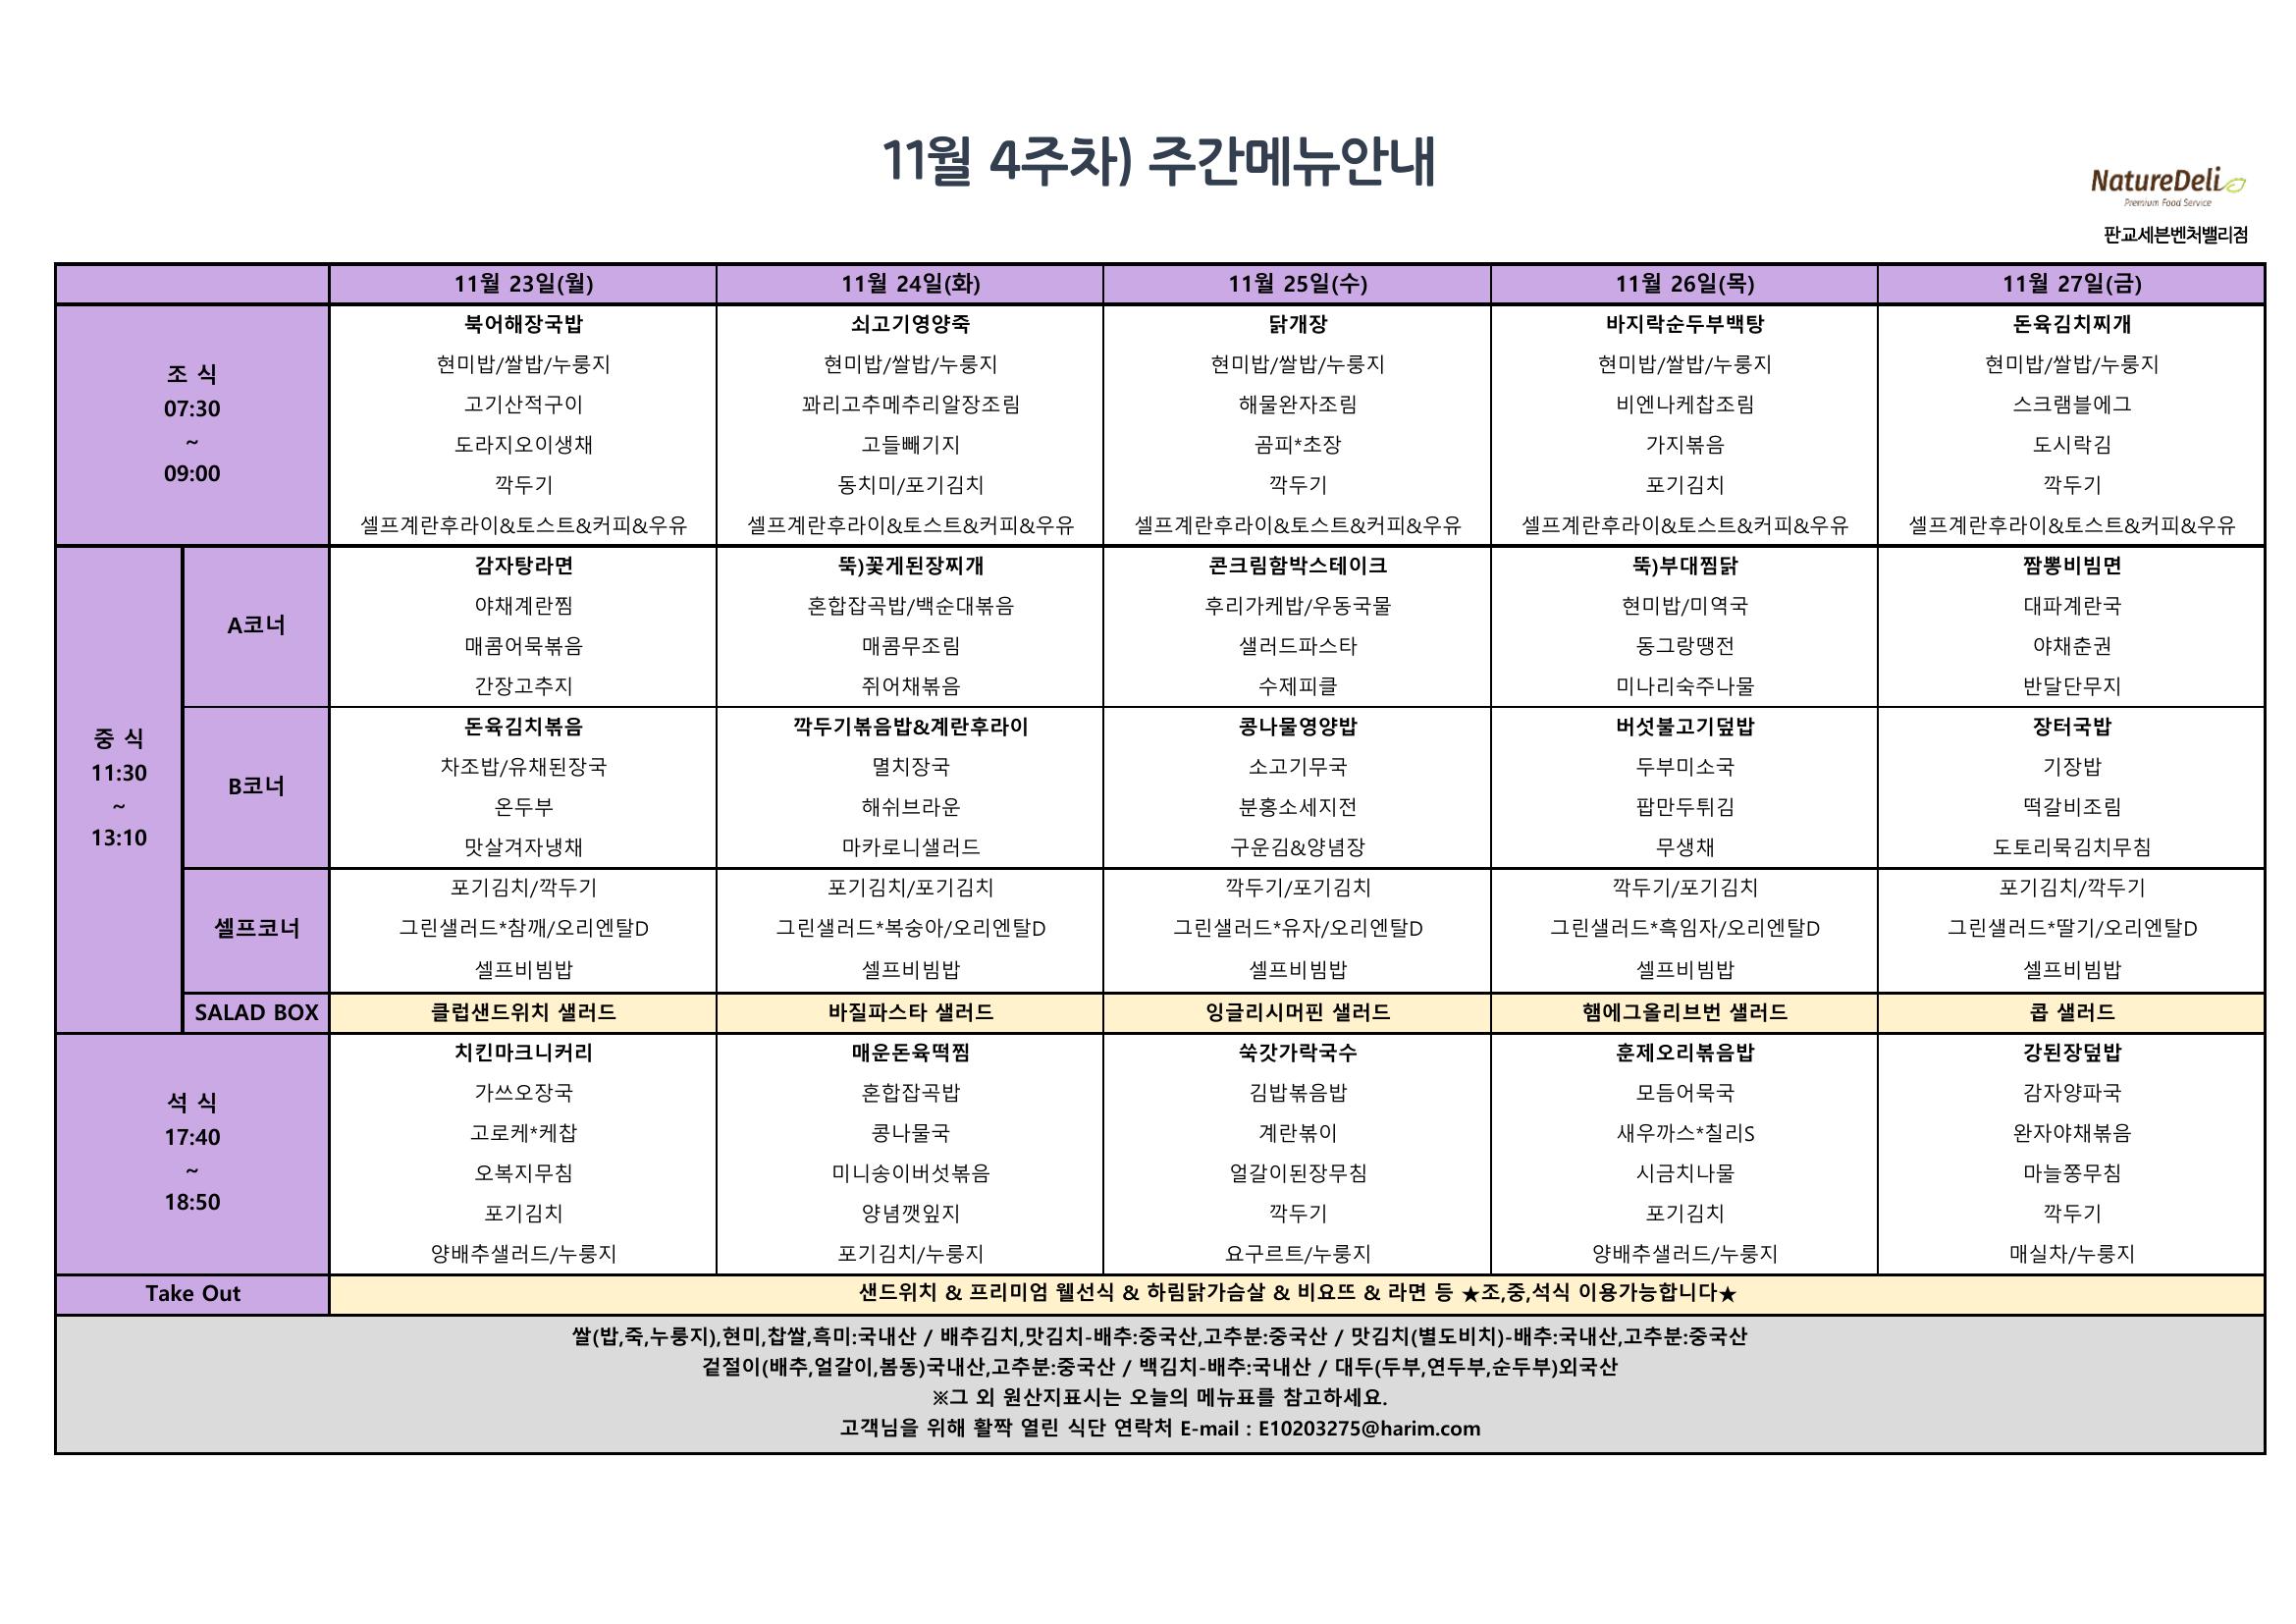 11월 4주차) 주간메뉴안내
NatureDeli
Premium Food Service
판교세븐벤처밸리점
11월 23일(월) 11월 24일(화) 11월 25일(수) 11월 26일(목) 11월 27일(금)
조 식
07:30
~
09:00
북어해장국밥 쇠고기영양죽 닭개장 바지락순두부백탕 돈육김치찌개
현미밥/쌀밥/누룽지 현미밥/쌀밥/누룽지 현미밥/쌀밥/누룽지 현미밥/쌀밥/누룽지 현미밥/쌀밥/누룽지
고기산적구이 꽈리고추메추리알장조림 해물완자조림 비엔나케찹조림 스크램블에그
도라지오이생채 고들빼기지 곰피*초장 가지볶음 도시락김
깍두기 동치미/포기김치 깍두기 포기김치 깍두기
셀프계란후라이&토스트&커피&우유 셀프계란후라이&토스트&커피&우유 셀프계란후라이&토스트&커피&우유 셀프계란후라이&토스트&커피&우유 셀프계란후라이&토스트&커피&우유
중 식
11:30
~
13:10
A코너
감자탕라면 뚝)꽃게된장찌개 콘크림함박스테이크 뚝)부대찜닭 짬뽕비빔면
야채계란찜 혼합잡곡밥/백순대볶음 후리가케밥/우동국물 현미밥/미역국 대파계란국
매콤어묵볶음 매콤무조림 샐러드파스타 동그랑땡전 야채춘권
간장고추지 쥐어채볶음 수제피클 미나리숙주나물 반달단무지
B코너
돈육김치볶음 깍두기볶음밥&계란후라이 콩나물영양밥 버섯불고기덮밥 장터국밥
차조밥/유채된장국 멸치장국 소고기무국 두부미소국 기장밥
온두부 해쉬브라운 분홍소세지전 팝만두튀김 떡갈비조림
맛살겨자냉채 마카로니샐러드 구운김&양념장 무생채 도토리묵김치무침
셀프코너
포기김치/깍두기 포기김치/포기김치 깍두기/포기김치 깍두기/포기김치 포기김치/깍두기
그린샐러드*참깨/오리엔탈D 그린샐러드*복숭아/오리엔탈D 그린샐러드*유자/오리엔탈D 그린샐러드*흑임자/오리엔탈D 그린샐러드*딸기/오리엔탈D
셀프비빔밥 셀프비빔밥 셀프비빔밥 셀프비빔밥 셀프비빔밥
SALAD BOX 클럽샌드위치 샐러드 바질파스타 샐러드 잉글리시머핀 샐러드 햄에그올리브번 샐러드 콥 샐러드
석 식
17:40
~
18:50
치킨마크니커리 매운돈육떡찜 쑥갓가락국수 훈제오리볶음밥 강된장덮밥
가쓰오장국 혼합잡곡밥 김밥볶음밥 모듬어묵국 감자양파국
고로케*케찹 콩나물국 계란볶이 새우까스*칠리S 완자야채볶음
오복지무침 미니송이버섯볶음 얼갈이된장무침 시금치나물 마늘쫑무침
포기김치 양념깻잎지 깍두기 포기김치 깍두기
양배추샐러드/누룽지 포기김치/누룽지 요구르트/누룽지 양배추샐러드/누룽지 매실차/누룽지
Take Out 샌드위치 & 프리미엄 웰선식 & 하림닭가슴살 & 비요뜨 & 라면 등 ★조,중,석식 이용가능합니다★
쌀(밥,죽,누룽지),현미,찹쌀,흑미:국내산 / 배추김치,맛김치-배추:중국산,고추분:중국산 / 맛김치(별도비치)-배추:국내산,고추분:중국산
겉절이(배추,얼갈이,봄동)국내산,고추분:중국산 / 백김치-배추:국내산 / 대두(두부,연두부,순두부)외국산
※그 외 원산지표시는 오늘의 메뉴표를 참고하세요.
고객님을 위해 활짝 열린 식단 연락처 E-mail : E10203275@harim.com